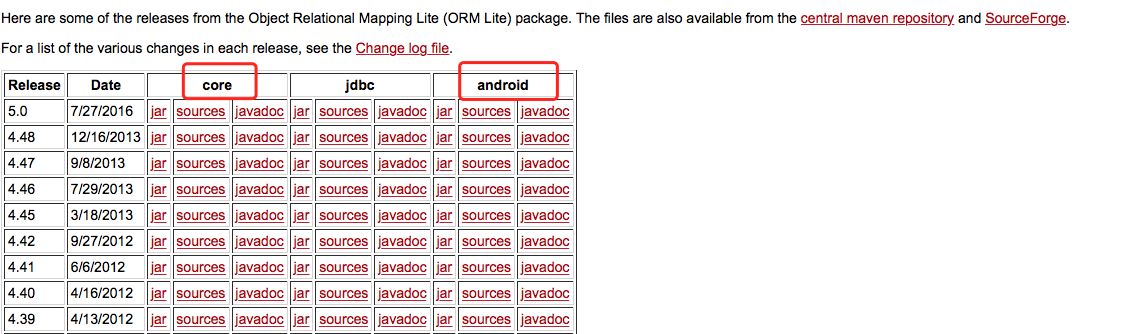 Here are some of the releases from the Object Relational Mapping Lite (ORM Lite) package. The files are also available from the central maven repository and SourceForge.
For a list of the various changes in each release, see the Change log file.
Release Date core jdbc android
5.0 7/27/2016 jar sources javadoc jar sources javadoc jar sources javadoc
4.48 12/16/2013 jar sources javadoc jar sources javadoc jar sources javadoc
4.47 9/8/2013 jar sources javadoc jar sources javadoc jar sources javadoc
4.46 7/29/2013 jar sources javadoc jar sources javadoc jar sources javadoc
4.45 3/18/2013 jar sources javadoc jar sources javadoc jar sources javadoc
4.42 9/27/2012 jar sources javadoc jar sources javadoc jar sources javadoc
4.41 6/6/2012 jar sources javadoc jar sources javadoc jar sources javadoc
4.40 4/16/2012 jar sources javadoc jar sources javadoc jar sources javadoc
4.39 4/13/2012 jar sources javadoc jar sources javadoc jar sources javadoc